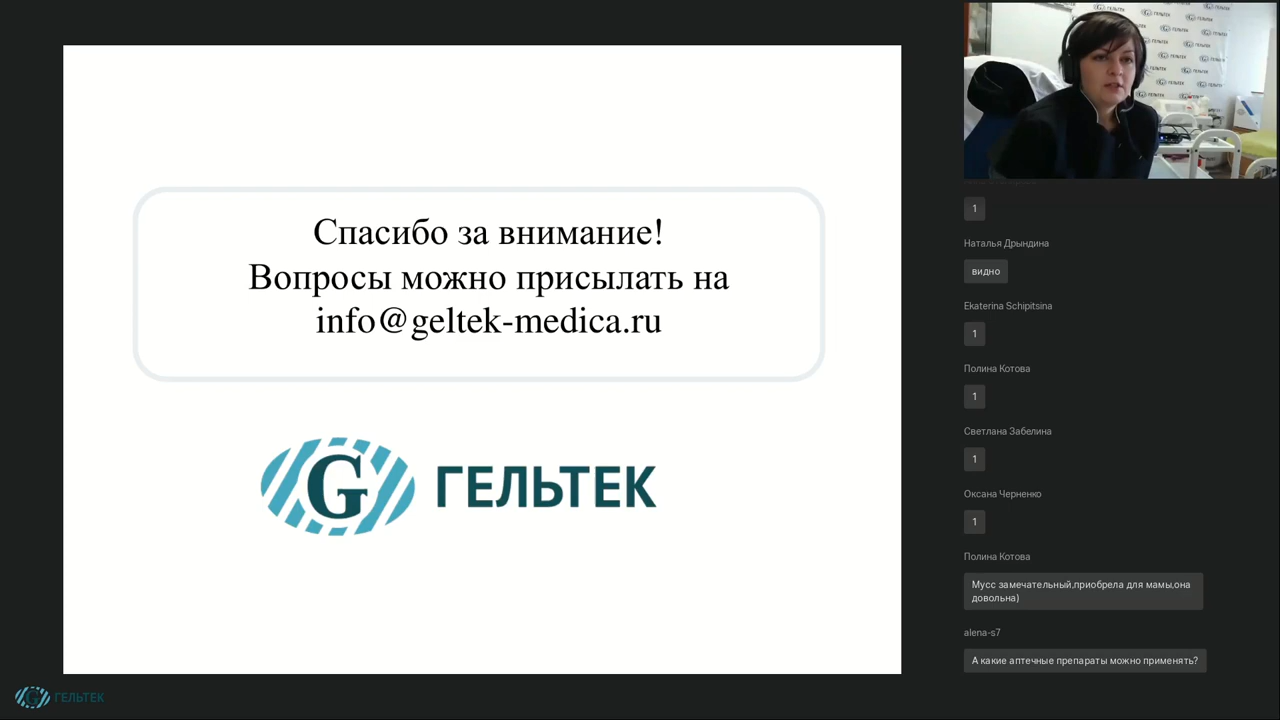 Спасибо за внимание!
Вопросы можно присылать на
info@geltek-medica.ru
G ГЕЛЬТЕК
1
Наталья Дрындина
видно
Ekaterina Schipitsina
1
Полина Котова
1
Светлана Забелина
1
Оксана Черненко
1
Полина Котова
Мусс замечательный,приобрела для мамы,она
довольна)
alena-s7
А какие аптечные препараты можно применять?
G ГЕЛЬТЕК